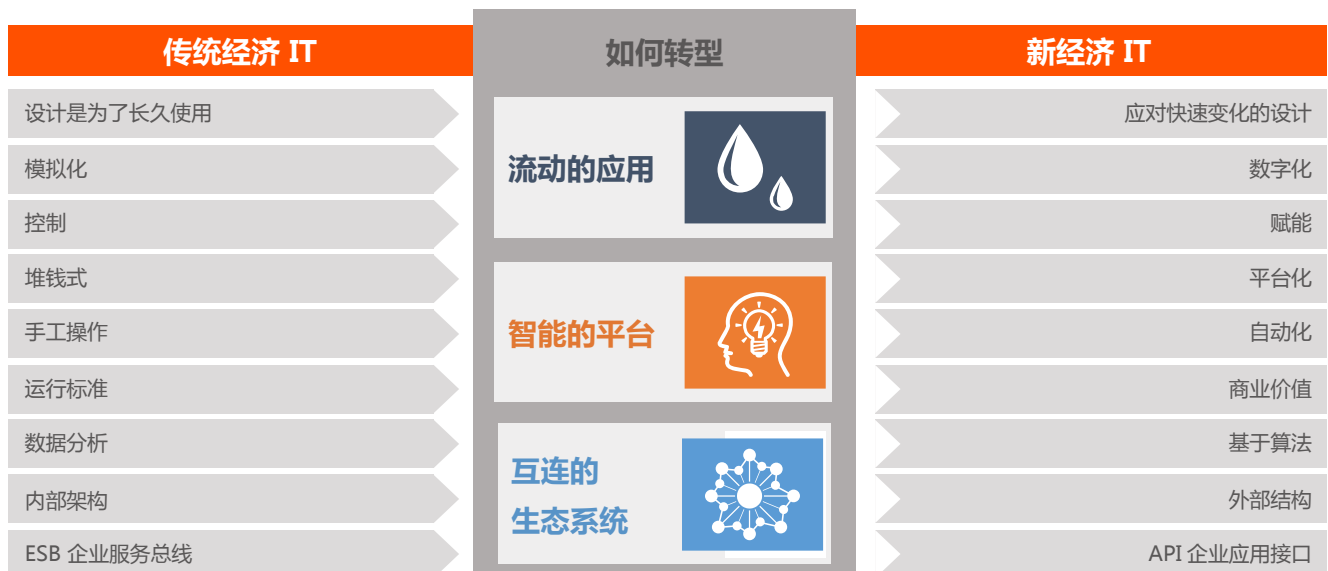 传统经济 IT
如何转型
新经济 IT
设计是为了长久使用
模拟化
控制
堆钱式
手工操作
运行标准
数据分析
内部架构
ESB 企业服务总线
流动的应用
智能的平台
互连的
生态系统
应对快速变化的设计
数字化
赋能
平台化
自动化
商业价值
基于算法
外部结构
API 企业应用接口